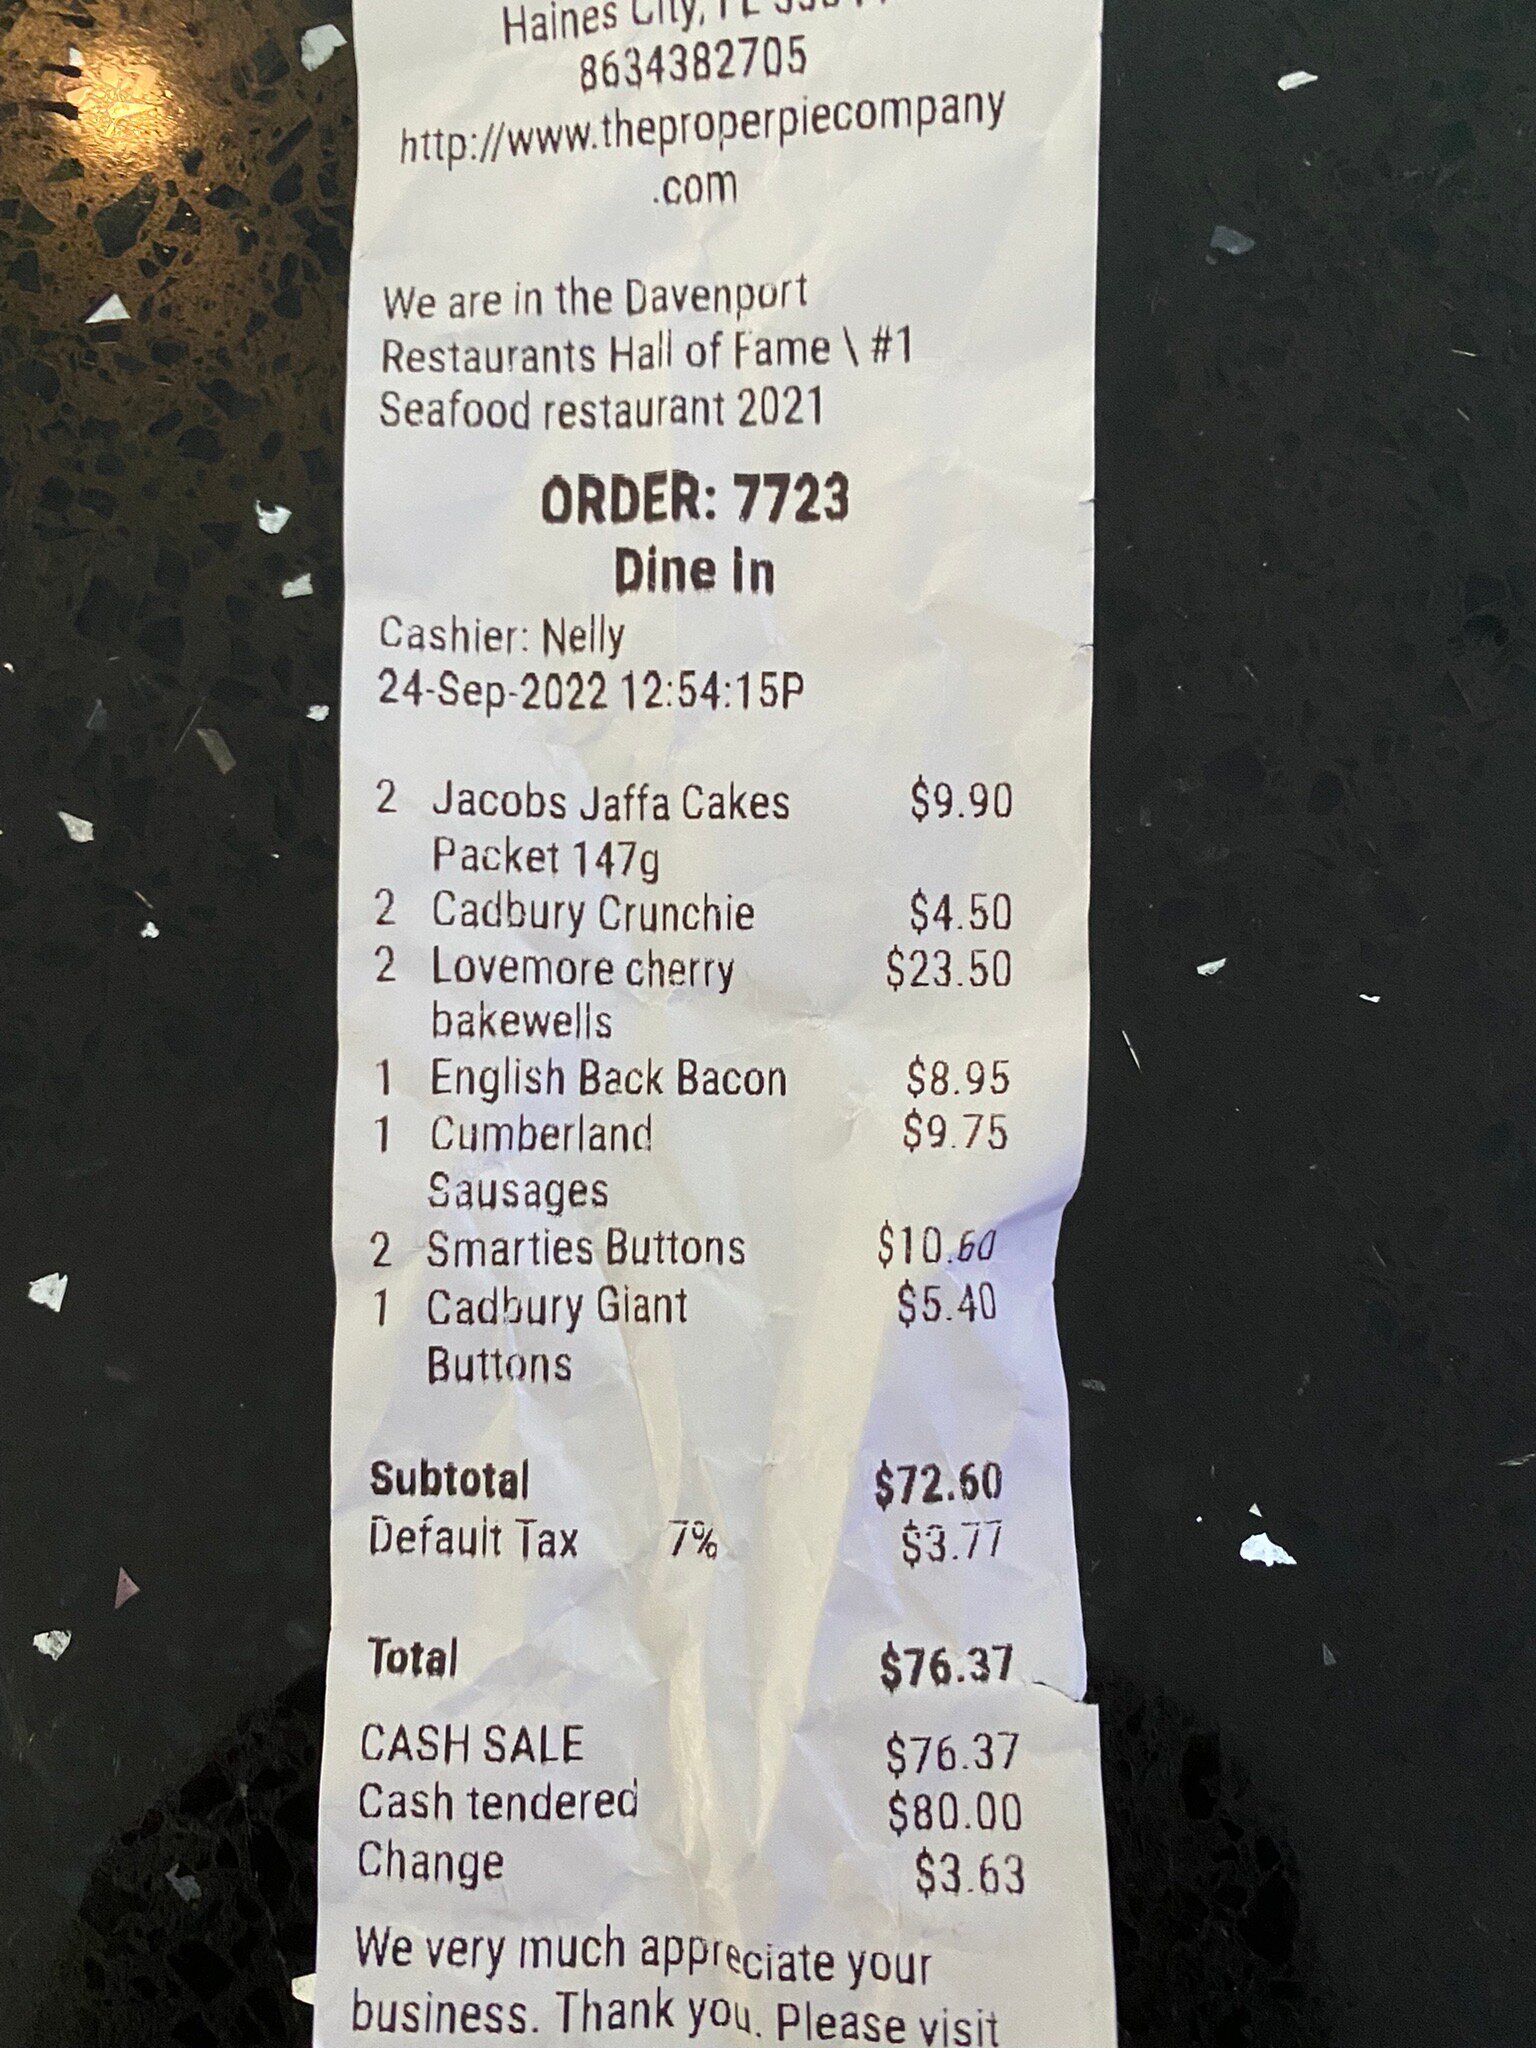 Haines City, FL
8634382705
http://www.theproperpiecompany
.com
We are in the Davenport
Restaurants Hall of Fame \ #1
Seafood restaurant 2021
ORDER: 7723
Dine in
Cashier: Nelly
24-Sep-2022 12:54:15P
2 Jacobs Jaffa Cakes $9.90
Packet 147g
2 Cadbury Crunchie $4.50
2 Lovemore cherry $23.50
bakewells
1 English Back Bacon $8.95
1 Cumberland $9.75
Sausages
2 Smarties Buttons $10.60
1 Cadbury Giant $5.40
Buttons
Subtotal $72.60
Default Tax 7% $3.77
Total $76.37
CASH SALE $76.37
Cash tendered $80.00
Change $3.63
We very much appreciate your
business. Thank you. Please visit